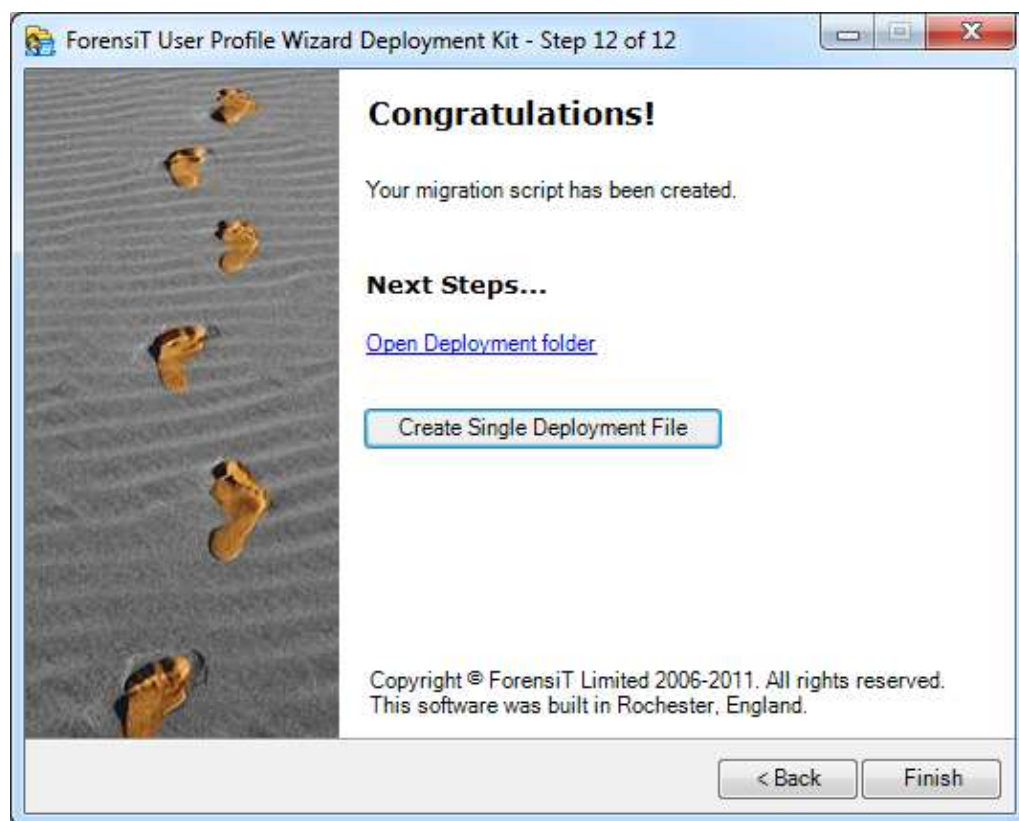 ForensiT User Profile Wizard Deployment Kit - Step 12 of 12
Congratulations!
Your migration script has been created.
Next Steps...
Open Deployment folder
Create Single Deployment File
Copyright © ForensiT Limited 2006-2011. All rights reserved.
This software was built in Rochester, England.
< Back
Finish